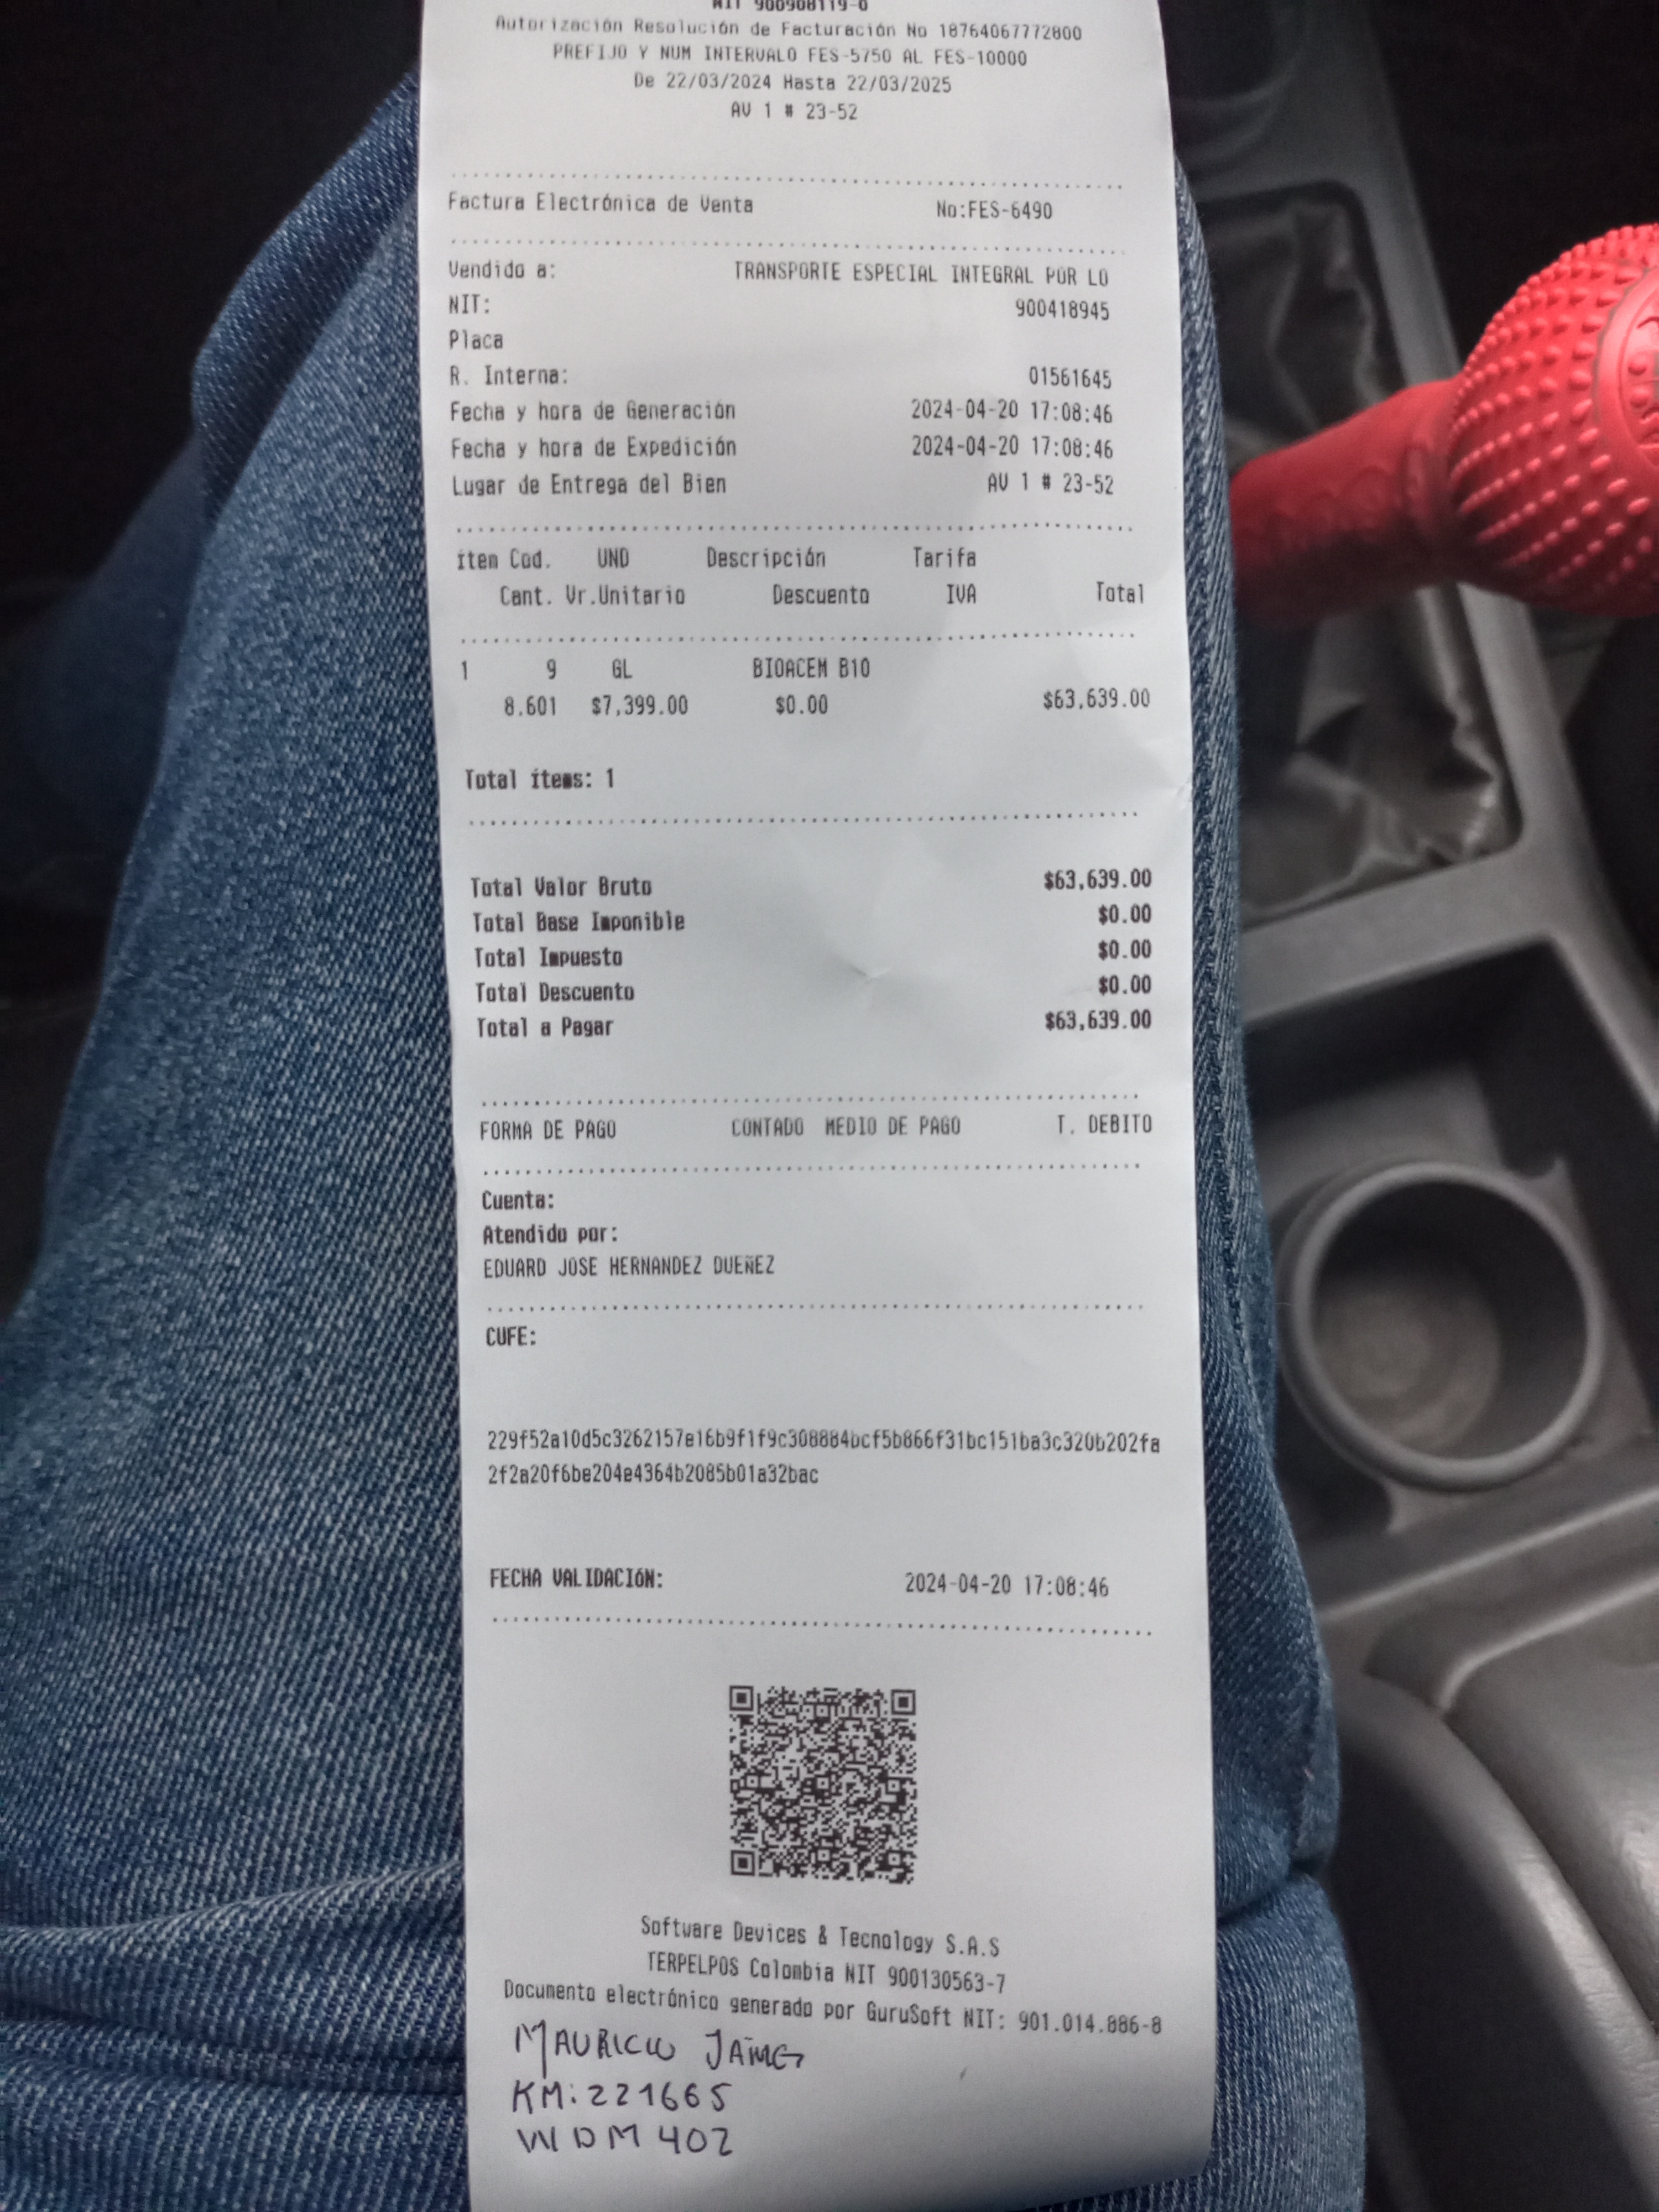 NIT 900908119-0
Autorización Resolución de Facturación No 18764067772800
PREFIJO Y NUM INTERVALO FES-5750 AL FES-10000
De 22/03/2024 Hasta 22/03/2025
AV 1 # 23-52
Factura Electrónica de Venta No:FES-6490
Vendido a: TRANSPORTE ESPECIAL INTEGRAL POR LO
NIT: 900418945
Placa
R. Interna: 01561645
Fecha y hora de Generación 2024-04-20 17:08:46
Fecha y hora de Expedición 2024-04-20 17:08:46
Lugar de Entrega del Bien AV 1 # 23-52
ítem Cod. UND Descripción Tarifa
Cant. Vr.Unitario Descuento IVA Total
1 9 GL BIOACEM B10
8.601 $7,399.00 $0.00 $63,639.00
Total ítems: 1
Total Valor Bruto $63,639.00
Total Base Imponible $0.00
Total Impuesto $0.00
Total Descuento $0.00
Total a Pagar $63,639.00
FORMA DE PAGO CONTADO MEDIO DE PAGO T. DEBITO
Cuenta:
Atendido por:
EDUARD JOSE HERNANDEZ DUEÑEZ
CUFE:
229f52a10d5c3262157e16b9f1f9c308884bcf5b866f31bc151ba3c320b202fa
2f2a20f6be204e4364b2085b01a32bac
FECHA VALIDACIÓN: 2024-04-20 17:08:46
Software Devices & Tecnology S.A.S
TERPELPOS Colombia NIT 900130563-7
Documento electrónico generado por GuruSoft NIT: 901.014.886-8
MAURICIO JAIMES
KM: 221665
WDM 402